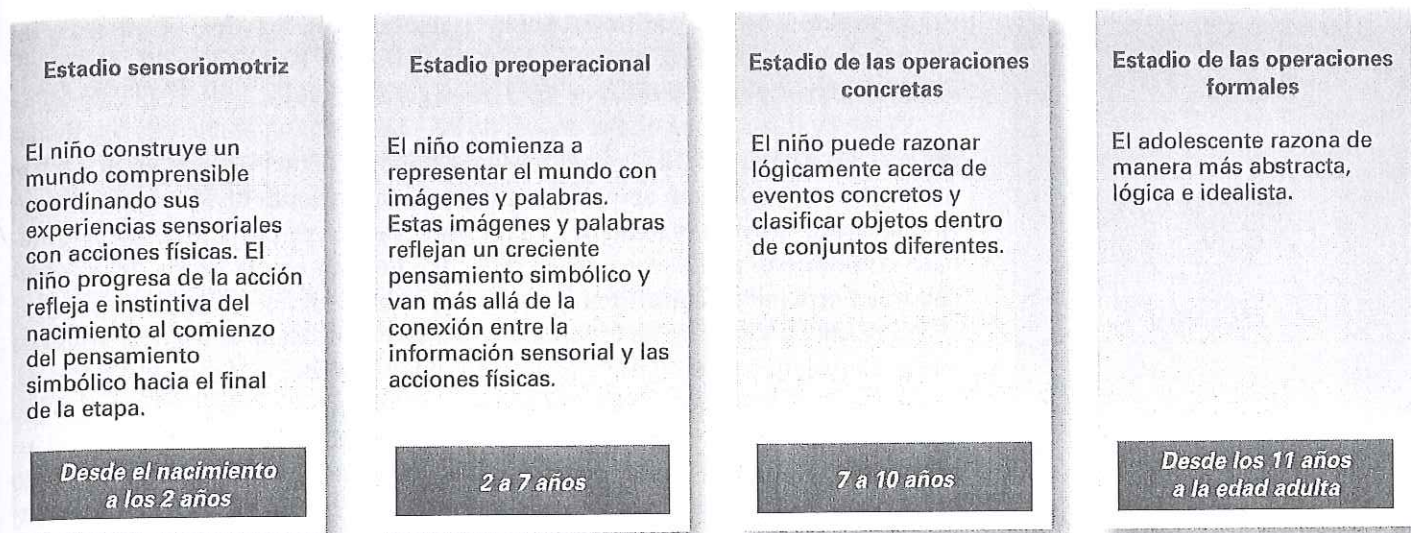 Estadio sensoriomotriz
El niño construye un
mundo comprensible
coordinando sus
experiencias sensoriales
con acciones físicas. El
niño progresa de la acción
refleja e instintiva del
nacimiento al comienzo
del pensamiento
simbólico hacia el final
de la etapa.
Desde el nacimiento
a los 2 años
Estadio preoperacional
El niño comienza a
representar el mundo con
imágenes y palabras.
Estas imágenes y palabras
reflejan un creciente
pensamiento simbólico y
van más allá de la
conexión entre la
información sensorial y las
acciones físicas.
2 a 7 años
Estadio de las operaciones
concretas
El niño puede razonar
lógicamente acerca de
eventos concretos y
clasificar objetos dentro
de conjuntos diferentes.
7 a 10 años
Estadio de las operaciones
formales
El adolescente razona de
manera más abstracta,
lógica e idealista.
Desde los 11 años
a la edad adulta